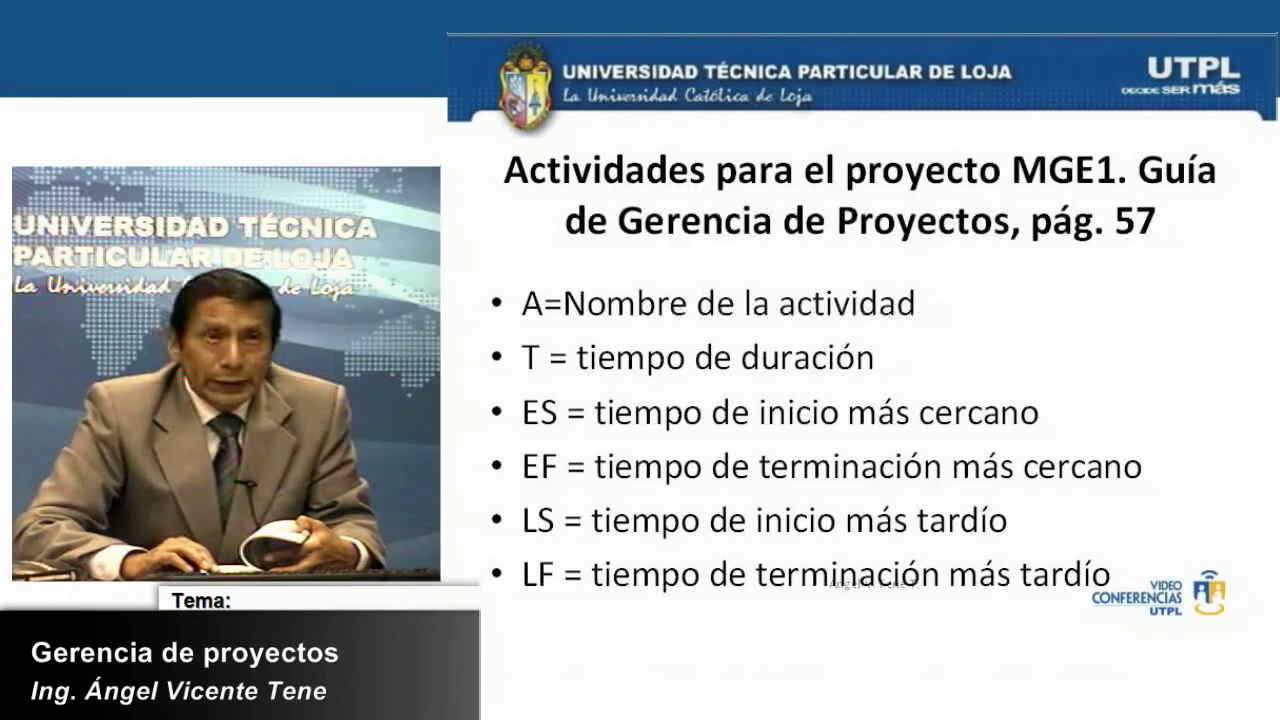 UNIVERSIDAD TÉCNICA PARTICULAR DE LOJA
La Universidad Católica de Loja
UTPL
DECIDE SER más
Actividades para el proyecto MGE1. Guía
de Gerencia de Proyectos, pág. 57
UNIVERSIDAD TÉCNICA
PARTICULAR DE LOJA
La Universidad de Loja
• A=Nombre de la actividad
• T = tiempo de duración
• ES = tiempo de inicio más cercano
• EF = tiempo de terminación más cercano
• LS = tiempo de inicio más tardío
• LF = tiempo de terminación más tardío
VIDEO
CONFERENCIAS
UTPL
Tema:
Gerencia de proyectos
Ing. Ángel Vicente Tene